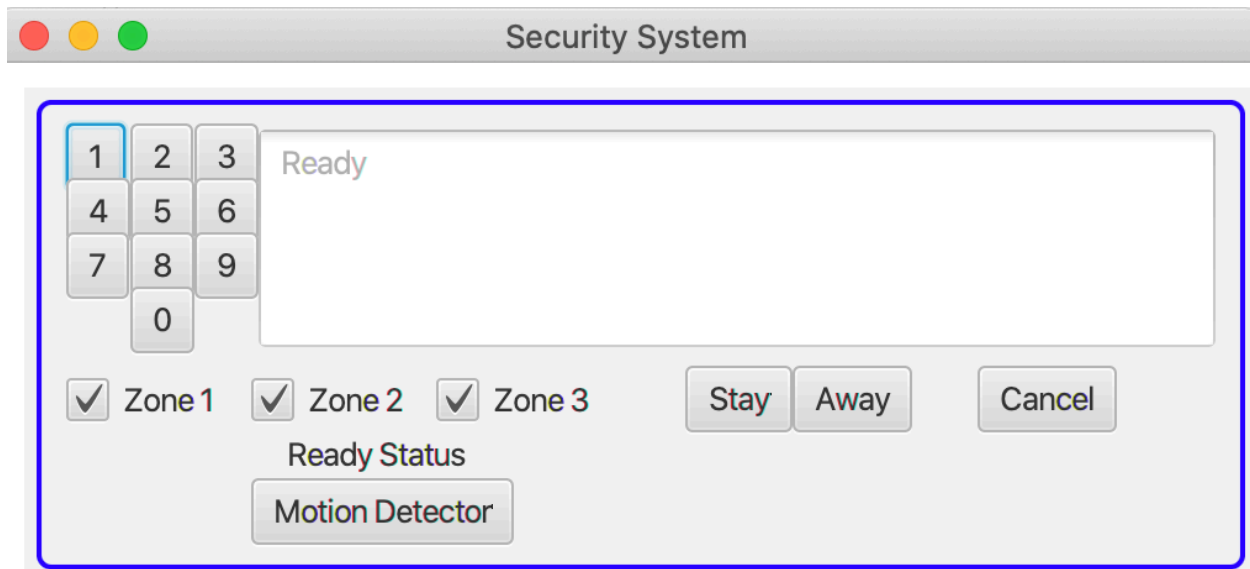 Security System
1 2 3 Ready
4 5 6
7 8 9
0
Zone 1 Zone 2 Zone 3 Stay Away Cancel
Ready Status
Motion Detector